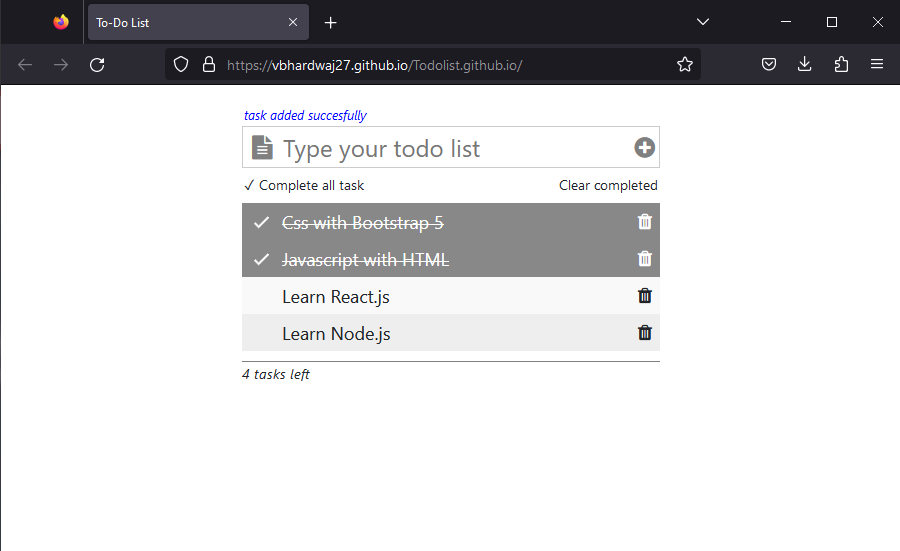 To-Do List
https://vbhardwaj27.github.io/Todolist.github.io/
task added succesfully
Type your todo list
✓ Complete all task Clear completed
Css with Bootstrap 5
Javascript with HTML
Learn React.js
Learn Node.js
4 tasks left